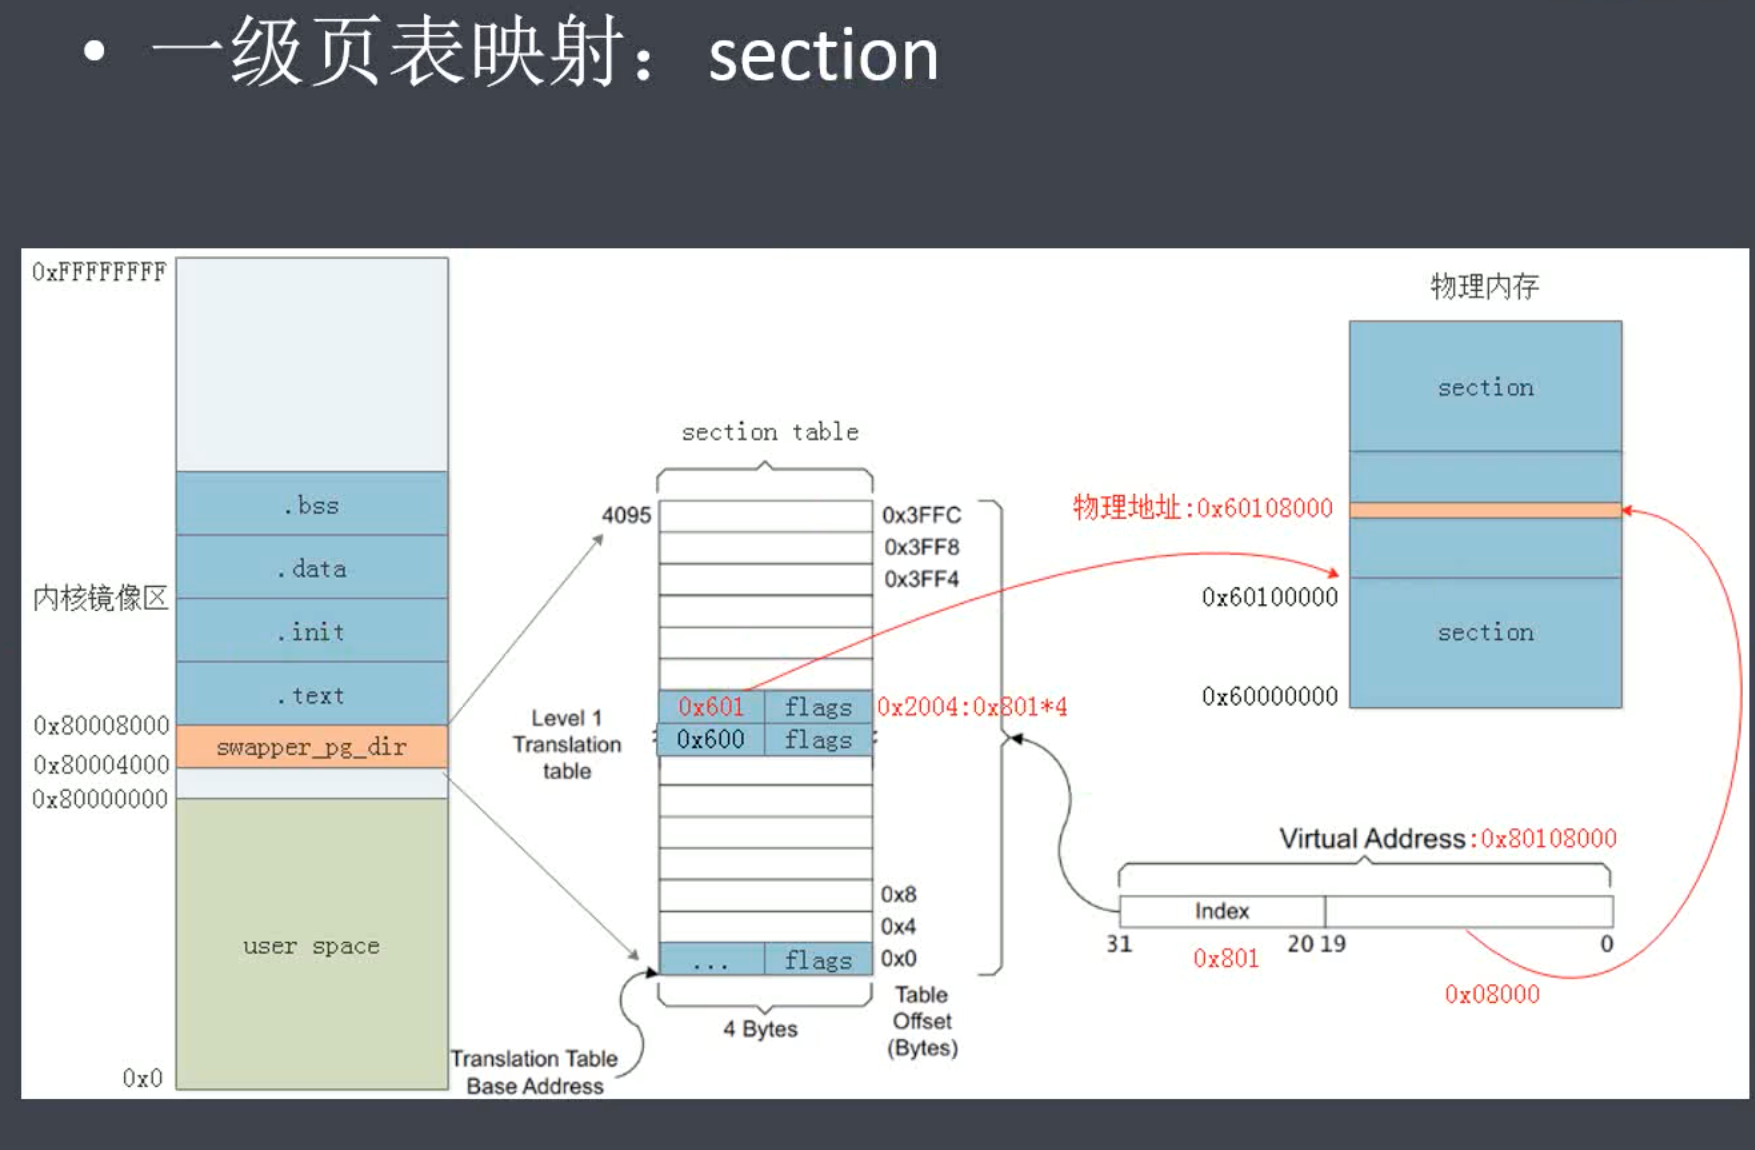 • 一级页表映射：section
0xFFFFFFFF
.bss
.data
内核镜像区
.init
.text
0x80008000
swapper_pg_dir
0x80004000
0x80000000
user space
0x0
section table
4095
0x3FFC
0x3FF8
0x3FF4
Level 1
Translation
table
0x601
flags
0x2004:0x801*4
0x600
flags
0x8
0x4
...
flags
0x0
4 Bytes
Table
Offset
(Bytes)
Translation Table
Base Address
物理内存
section
物理地址:0x60108000
0x60100000
section
0x60000000
Virtual Address:0x80108000
Index
31
20 19
0
0x801
0x08000